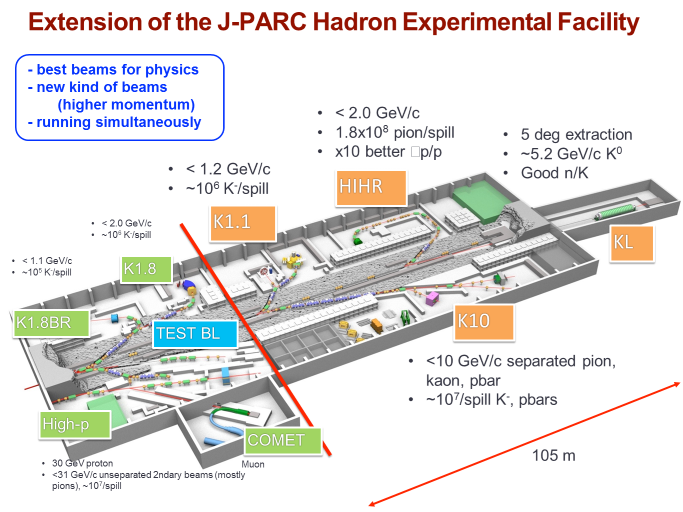 Extension of the J-PARC Hadron Experimental Facility
- best beams for physics
- new kind of beams
(higher momentum)
- running simultaneously
• < 2.0 GeV/c
• 1.8x10⁸ pion/spill
• x10 better □p/p
• 5 deg extraction
• ~5.2 GeV/c K⁰
• Good n/K
• < 1.2 GeV/c
• ~10⁶ K⁻/spill
HIHR
K1.1
KL
• < 2.0 GeV/c
• ~10⁶ K⁻/spill
• < 1.1 GeV/c
• ~10⁵ K⁻/spill
K1.8
K1.8BR
TEST BL
K10
• <10 GeV/c separated pion,
kaon, pbar
• ~10⁷/spill K⁻, pbars
High-p
COMET
105 m
Muon
• 30 GeV proton
• <31 GeV/c unseparated 2ndary beams (mostly
pions), ~10⁷/spill